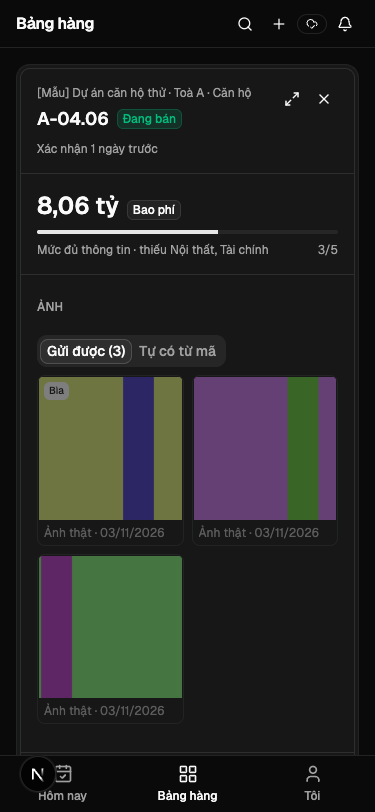 Bảng hàng
[Mẫu] Dự án căn hộ thử · Toà A · Căn hộ
A-04.06 Đang bán
Xác nhận 1 ngày trước
8,06 tỷ Bao phí
Mức đủ thông tin · thiếu Nội thất, Tài chính 3/5
ẢNH
Gửi được (3) Tự có từ mã
Bìa
Ảnh thật · 03/11/2026 Ảnh thật · 03/11/2026
Ảnh thật · 03/11/2026
N
Hôm nay Bảng hàng Tôi